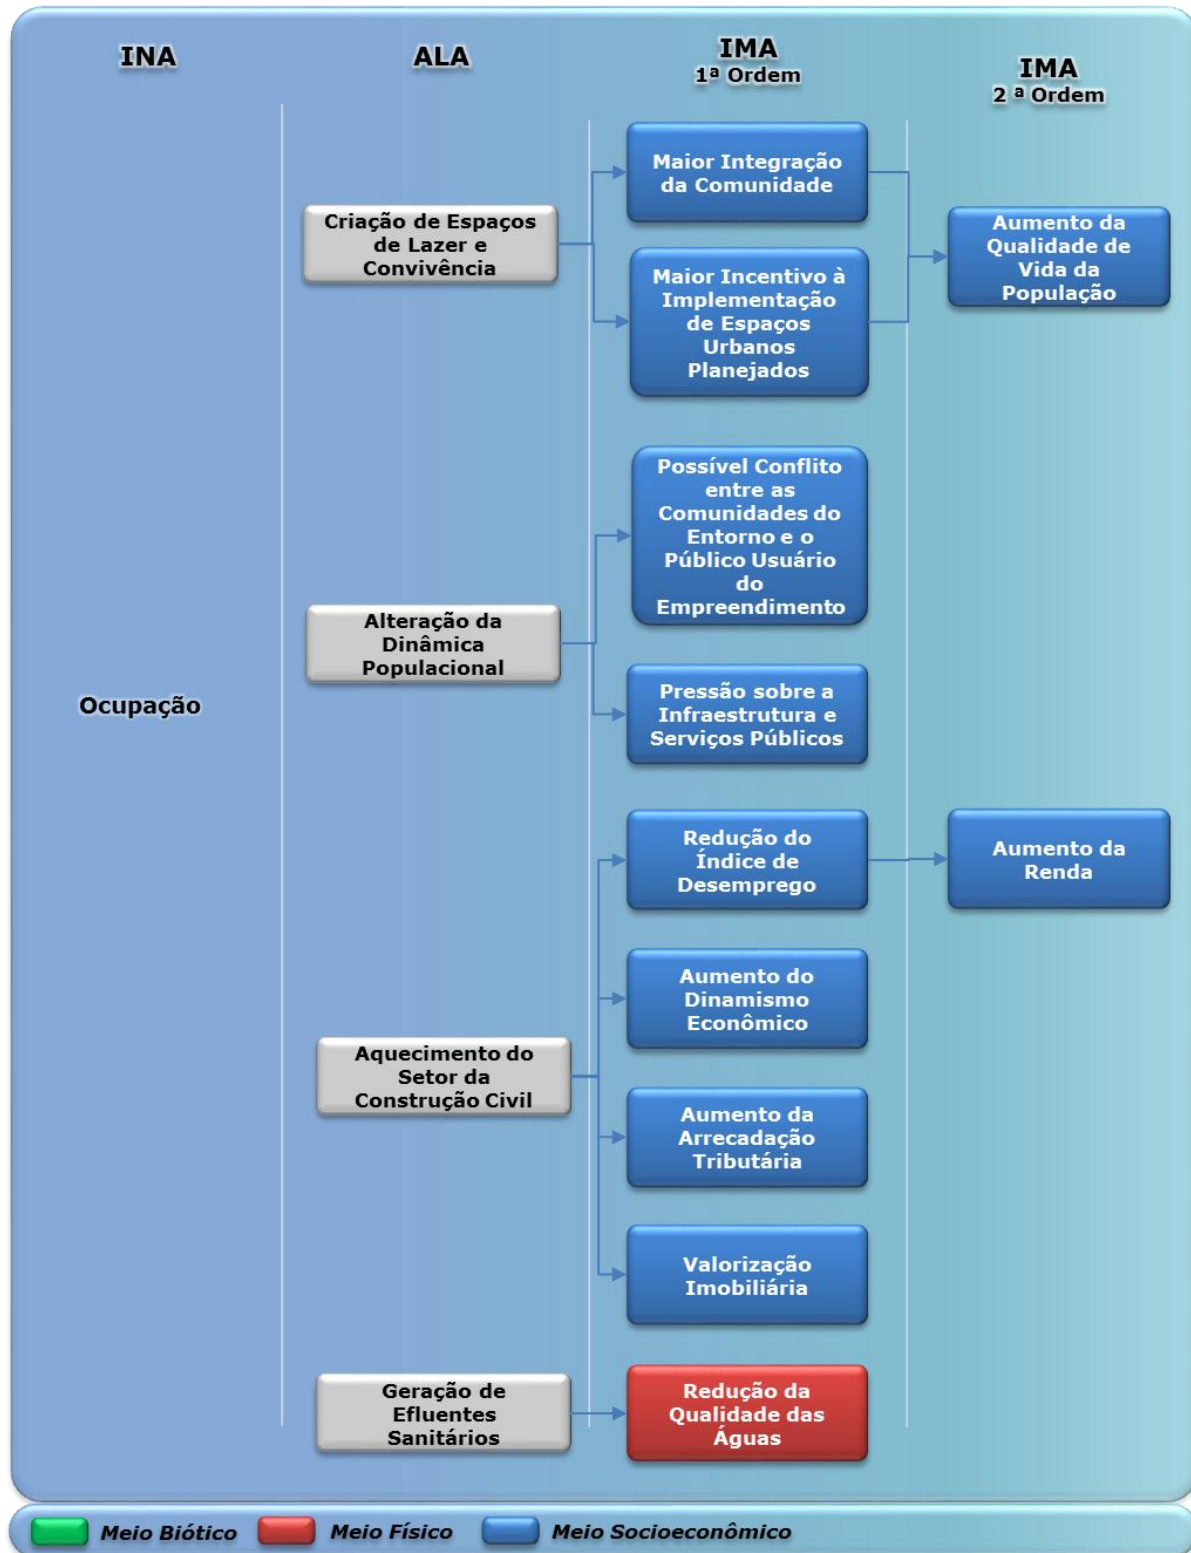 INA
ALA
IMA
1ª Ordem
IMA
2 ª Ordem
Ocupação
Criação de Espaços
de Lazer e
Convivência
Maior Integração
da Comunidade
Maior Incentivo à
Implementação
de Espaços
Urbanos
Planejados
Aumento da
Qualidade de
Vida da
População
Alteração da
Dinâmica
Populacional
Possível Conflito
entre as
Comunidades do
Entorno e o
Público Usuário
do
Empreendimento
Pressão sobre a
Infraestrutura e
Serviços Públicos
Aquecimento do
Setor da
Construção Civil
Redução do
Índice de
Desemprego
Aumento da
Renda
Aumento do
Dinamismo
Econômico
Aumento da
Arrecadação
Tributária
Valorização
Imobiliária
Geração de
Efluentes
Sanitários
Redução da
Qualidade das
Águas
Meio Biótico
Meio Físico
Meio Socioeconômico